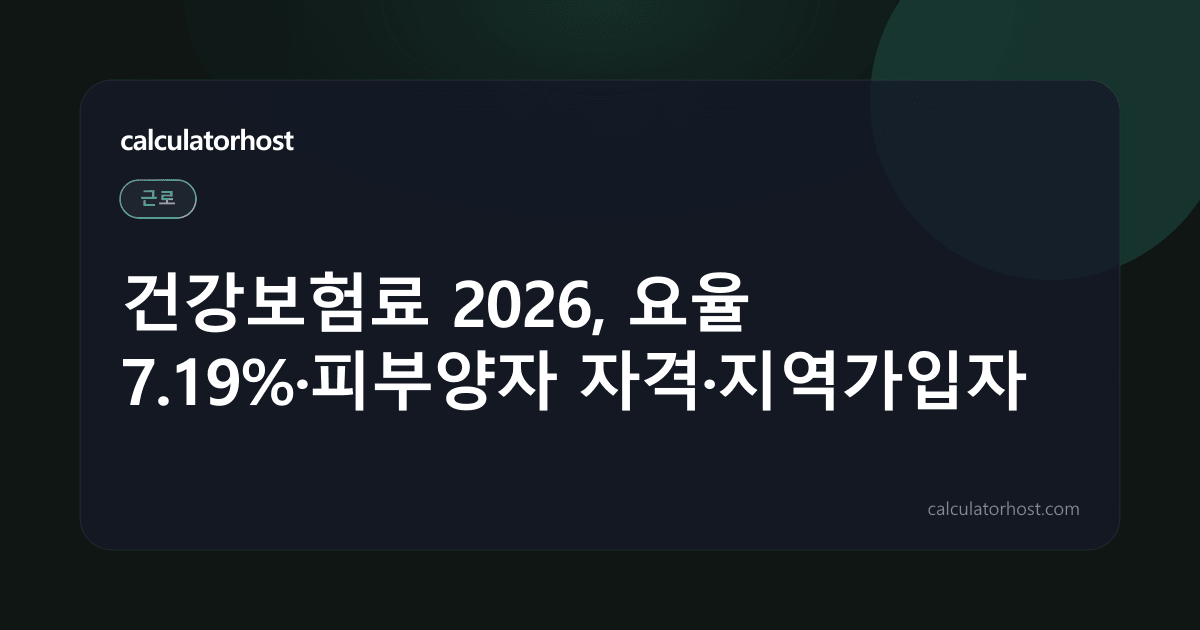 calculatorhost
근로
건강보험료 2026, 요율
7.19%·피부양자 자격·지역가입자
calculatorhost.com